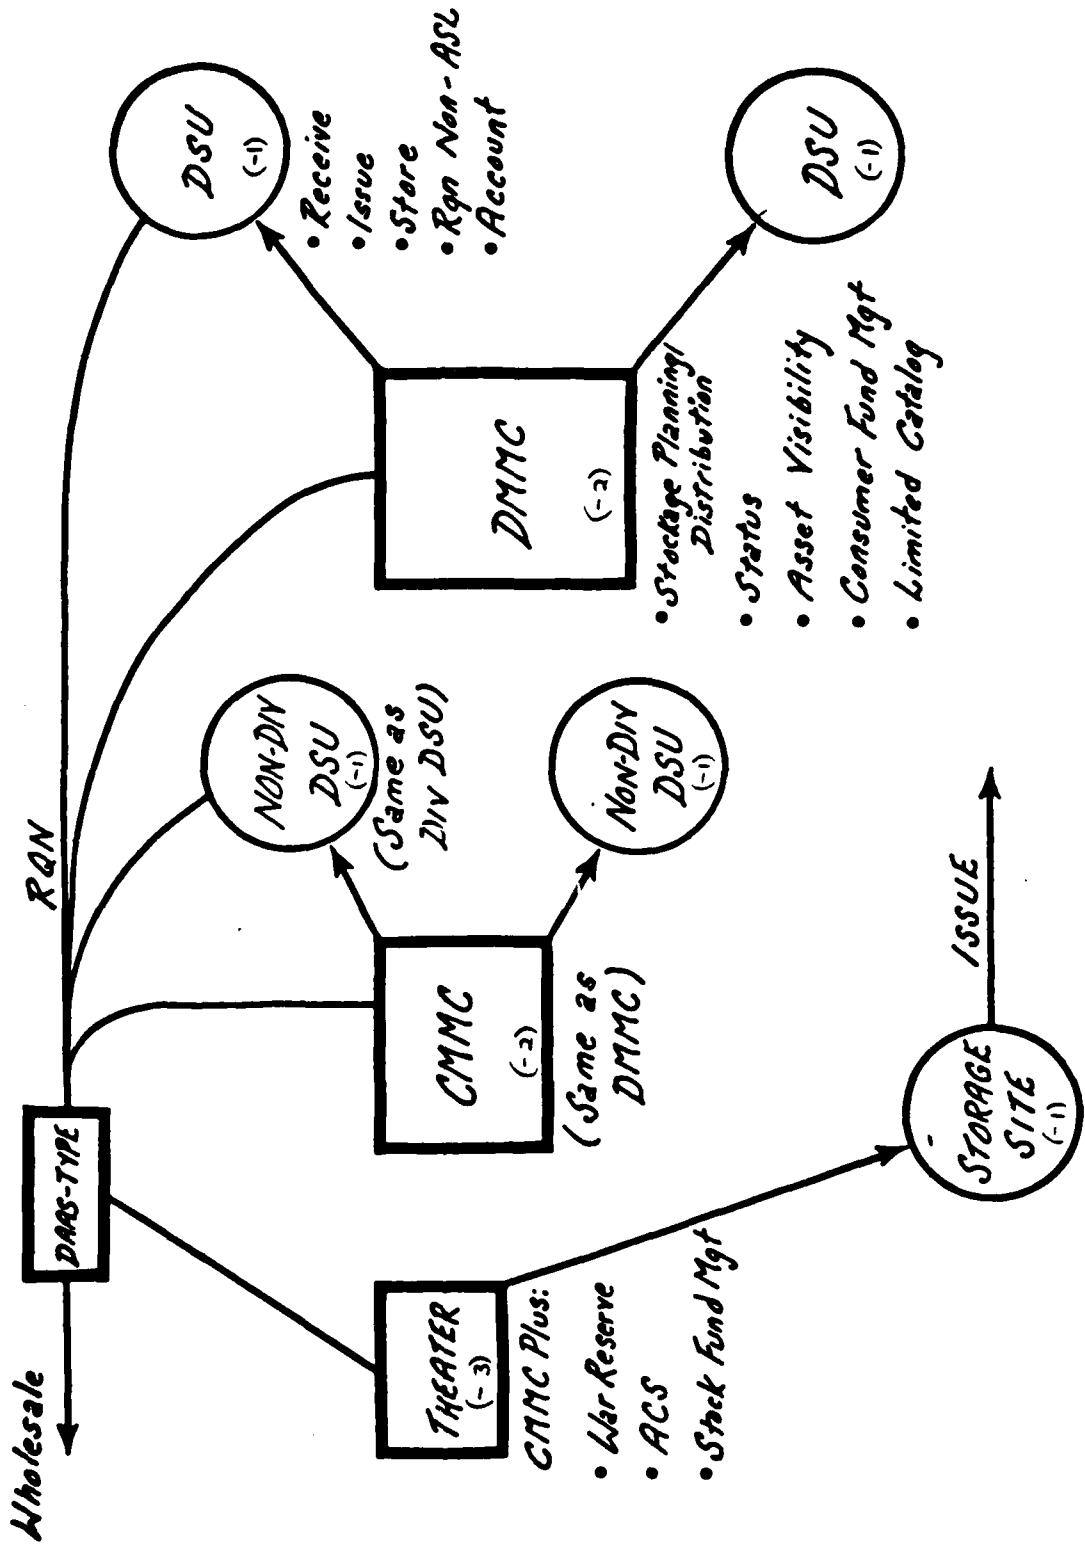 Wholesale
DAAS-TYPE
RQN
THEATER
(-3)
CMMC Plus:
• War Reserve
• ACS
• Stock Fund Mgt
CMMC
(-2)
(Same as
DMMC)
NON-DIV
DSU
(-1)
(Same as
DIV DSU)
NON-DIV
DSU
(-1)
DMMC
(-2)
• Stockage Planning/
Distribution
• Status
• Asset Visibility
• Consumer Fund Mgt
• Limited Catalog
DSU
(-1)
• Receive
• Issue
• Store
• Rqn Non-ASL
• Account
DSU
(-1)
STORAGE
SITE
(-1)
ISSUE